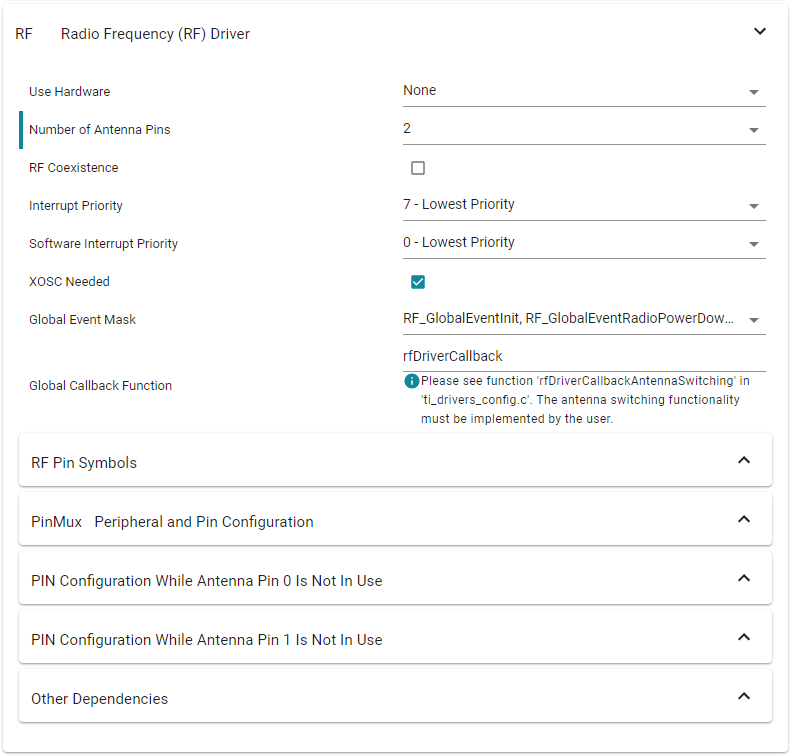 RF Radio Frequency (RF) Driver
Use Hardware None
Number of Antenna Pins 2
RF Coexistence
Interrupt Priority 7 - Lowest Priority
Software Interrupt Priority 0 - Lowest Priority
XOSC Needed
Global Event Mask RF_GlobalEventInit, RF_GlobalEventRadioPowerDow...
rfDriverCallback
Global Callback Function
Please see function 'rfDriverCallbackAntennaSwitching' in
'ti_drivers_config.c'. The antenna switching functionality
must be implemented by the user.
RF Pin Symbols
PinMux Peripheral and Pin Configuration
PIN Configuration While Antenna Pin 0 Is Not In Use
PIN Configuration While Antenna Pin 1 Is Not In Use
Other Dependencies